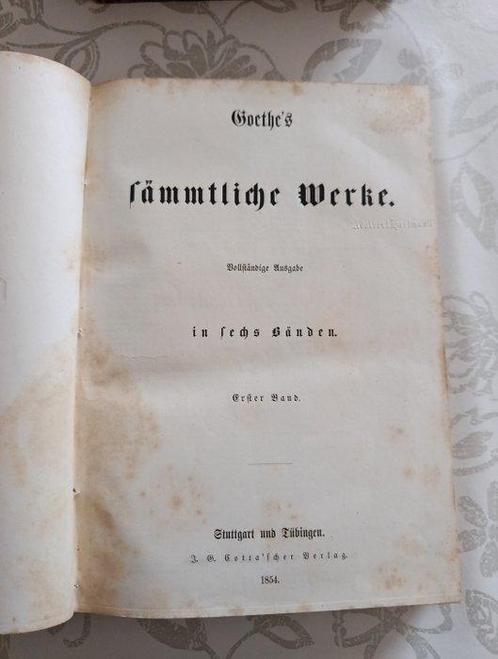 Goethe's
sämmtliche Werke.
Vollständige Ausgabe
in sechs Bänden.
Erster Band.
Stuttgart und Tübingen.
J. G. Cotta'scher Verlag.
1854.